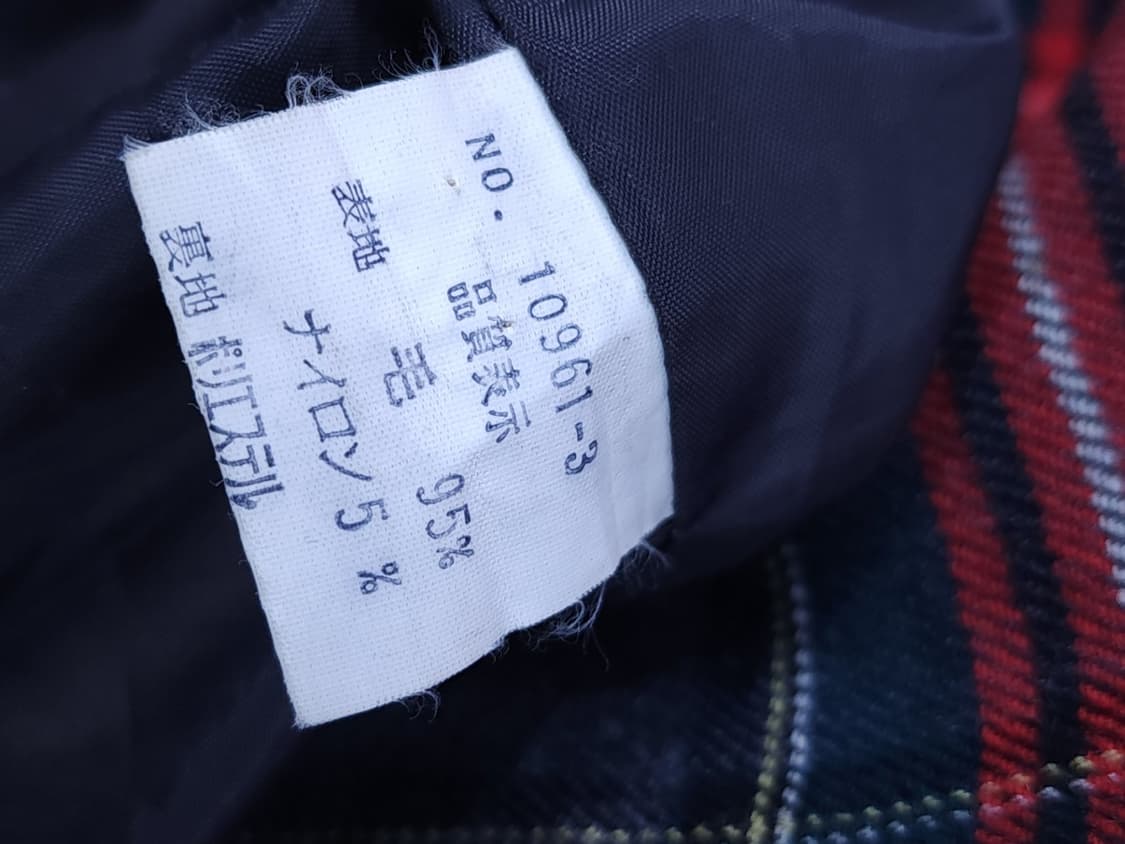 NO. 10961-3
品質表示
表地 毛 95%
ナイロン 5 %
裏地 ポリエステル